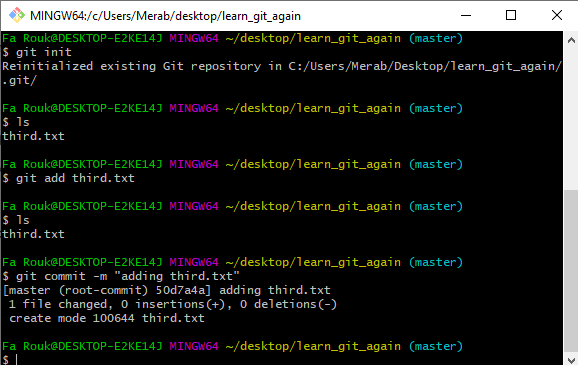 MINGW64:/c/Users/Merab/desktop/learn_git_again
Fa Rouk@DESKTOP-E2KE14J MINGW64 ~/desktop/learn_git_again (master)
$ git init
Reinitialized existing Git repository in C:/Users/Merab/Desktop/learn_git_again/
.git/
Fa Rouk@DESKTOP-E2KE14J MINGW64 ~/desktop/learn_git_again (master)
$ ls
third.txt
Fa Rouk@DESKTOP-E2KE14J MINGW64 ~/desktop/learn_git_again (master)
$ git add third.txt
Fa Rouk@DESKTOP-E2KE14J MINGW64 ~/desktop/learn_git_again (master)
$ ls
third.txt
Fa Rouk@DESKTOP-E2KE14J MINGW64 ~/desktop/learn_git_again (master)
$ git commit -m "adding third.txt"
[master (root-commit) 50d7a4a] adding third.txt
 1 file changed, 0 insertions(+), 0 deletions(-)
 create mode 100644 third.txt
Fa Rouk@DESKTOP-E2KE14J MINGW64 ~/desktop/learn_git_again (master)
$